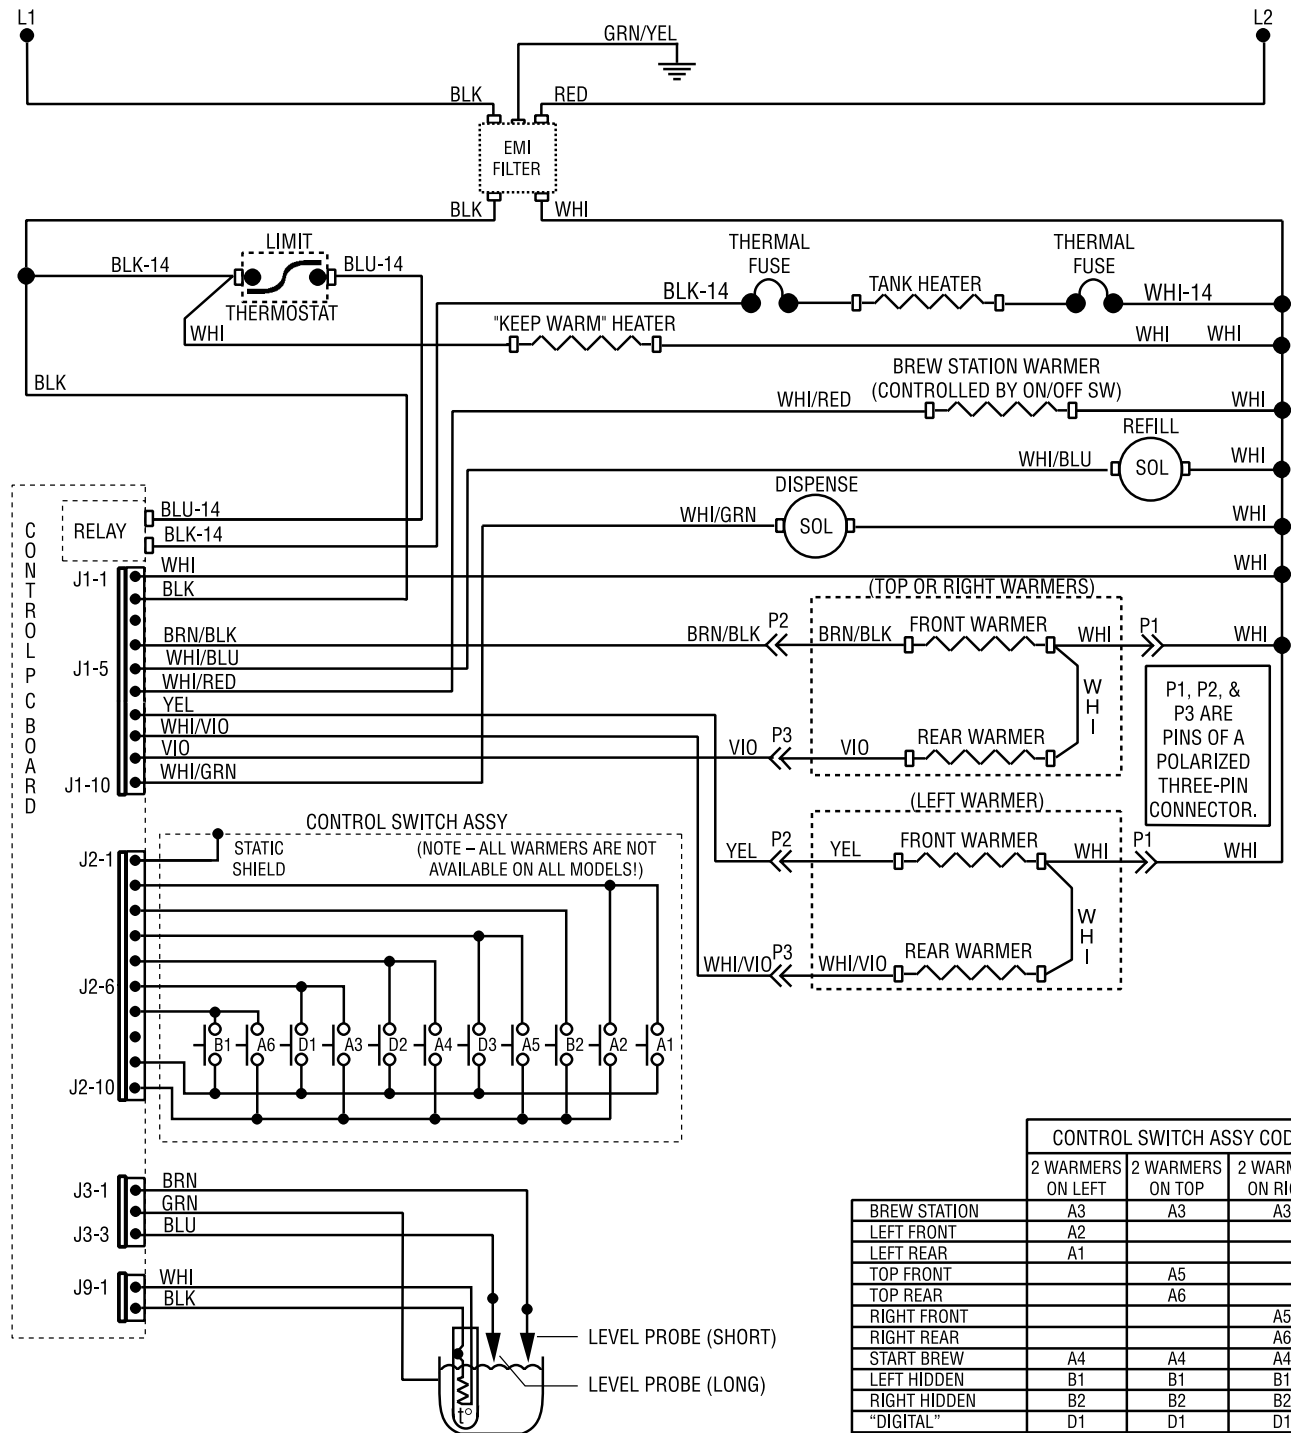 L1
L2
GRN/YEL
BLK
RED
EMI
FILTER
BLK
WHI
LIMIT
THERMOSTAT
BLK-14
BLU-14
THERMAL
FUSE
THERMAL
FUSE
BLK-14
TANK HEATER
WHI-14
WHI
"KEEP WARM" HEATER
WHI
WHI
BLK
BREW STATION WARMER
(CONTROLLED BY ON/OFF SW)
WHI/RED
WHI
REFILL
WHI/BLU
SOL
WHI
DISPENSE
WHI/GRN
SOL
WHI
CONTROL PC BOARD
RELAY
BLU-14
BLK-14
J1-1
WHI
WHI
BLK
(TOP OR RIGHT WARMERS)
BRN/BLK
BRN/BLK
P2
BRN/BLK
FRONT WARMER
WHI
P1
WHI
J1-5
WHI/BLU
WHI/RED
YEL
WHI/VIO
VIO
VIO
P3
VIO
REAR WARMER
WHI
J1-10
WHI/GRN
P1, P2, &
P3 ARE
PINS OF A
POLARIZED
THREE-PIN
CONNECTOR.
(LEFT WARMER)
YEL
P2
YEL
FRONT WARMER
WHI
P1
WHI
WHI/VIO
P3
WHI/VIO
REAR WARMER
WHI
CONTROL SWITCH ASSY
J2-1
STATIC
SHIELD
(NOTE – ALL WARMERS ARE NOT
AVAILABLE ON ALL MODELS!)
J2-6
B1 A6 D1 A3 D2 A4 D3 A5 B2 A2 A1
J2-10
J3-1
BRN
GRN
J3-3
BLU
J9-1
WHI
BLK
LEVEL PROBE (SHORT)
LEVEL PROBE (LONG)
t°
CONTROL SWITCH ASSY COD
2 WARMERS ON LEFT 2 WARMERS ON TOP 2 WARM ON RI
BREW STATION A3 A3 A3
LEFT FRONT A2
LEFT REAR A1
TOP FRONT A5
TOP REAR A6
RIGHT FRONT A5
RIGHT REAR A6
START BREW A4 A4 A4
LEFT HIDDEN B1 B1 B1
RIGHT HIDDEN B2 B2 B2
“DIGITAL” D1 D1 D1